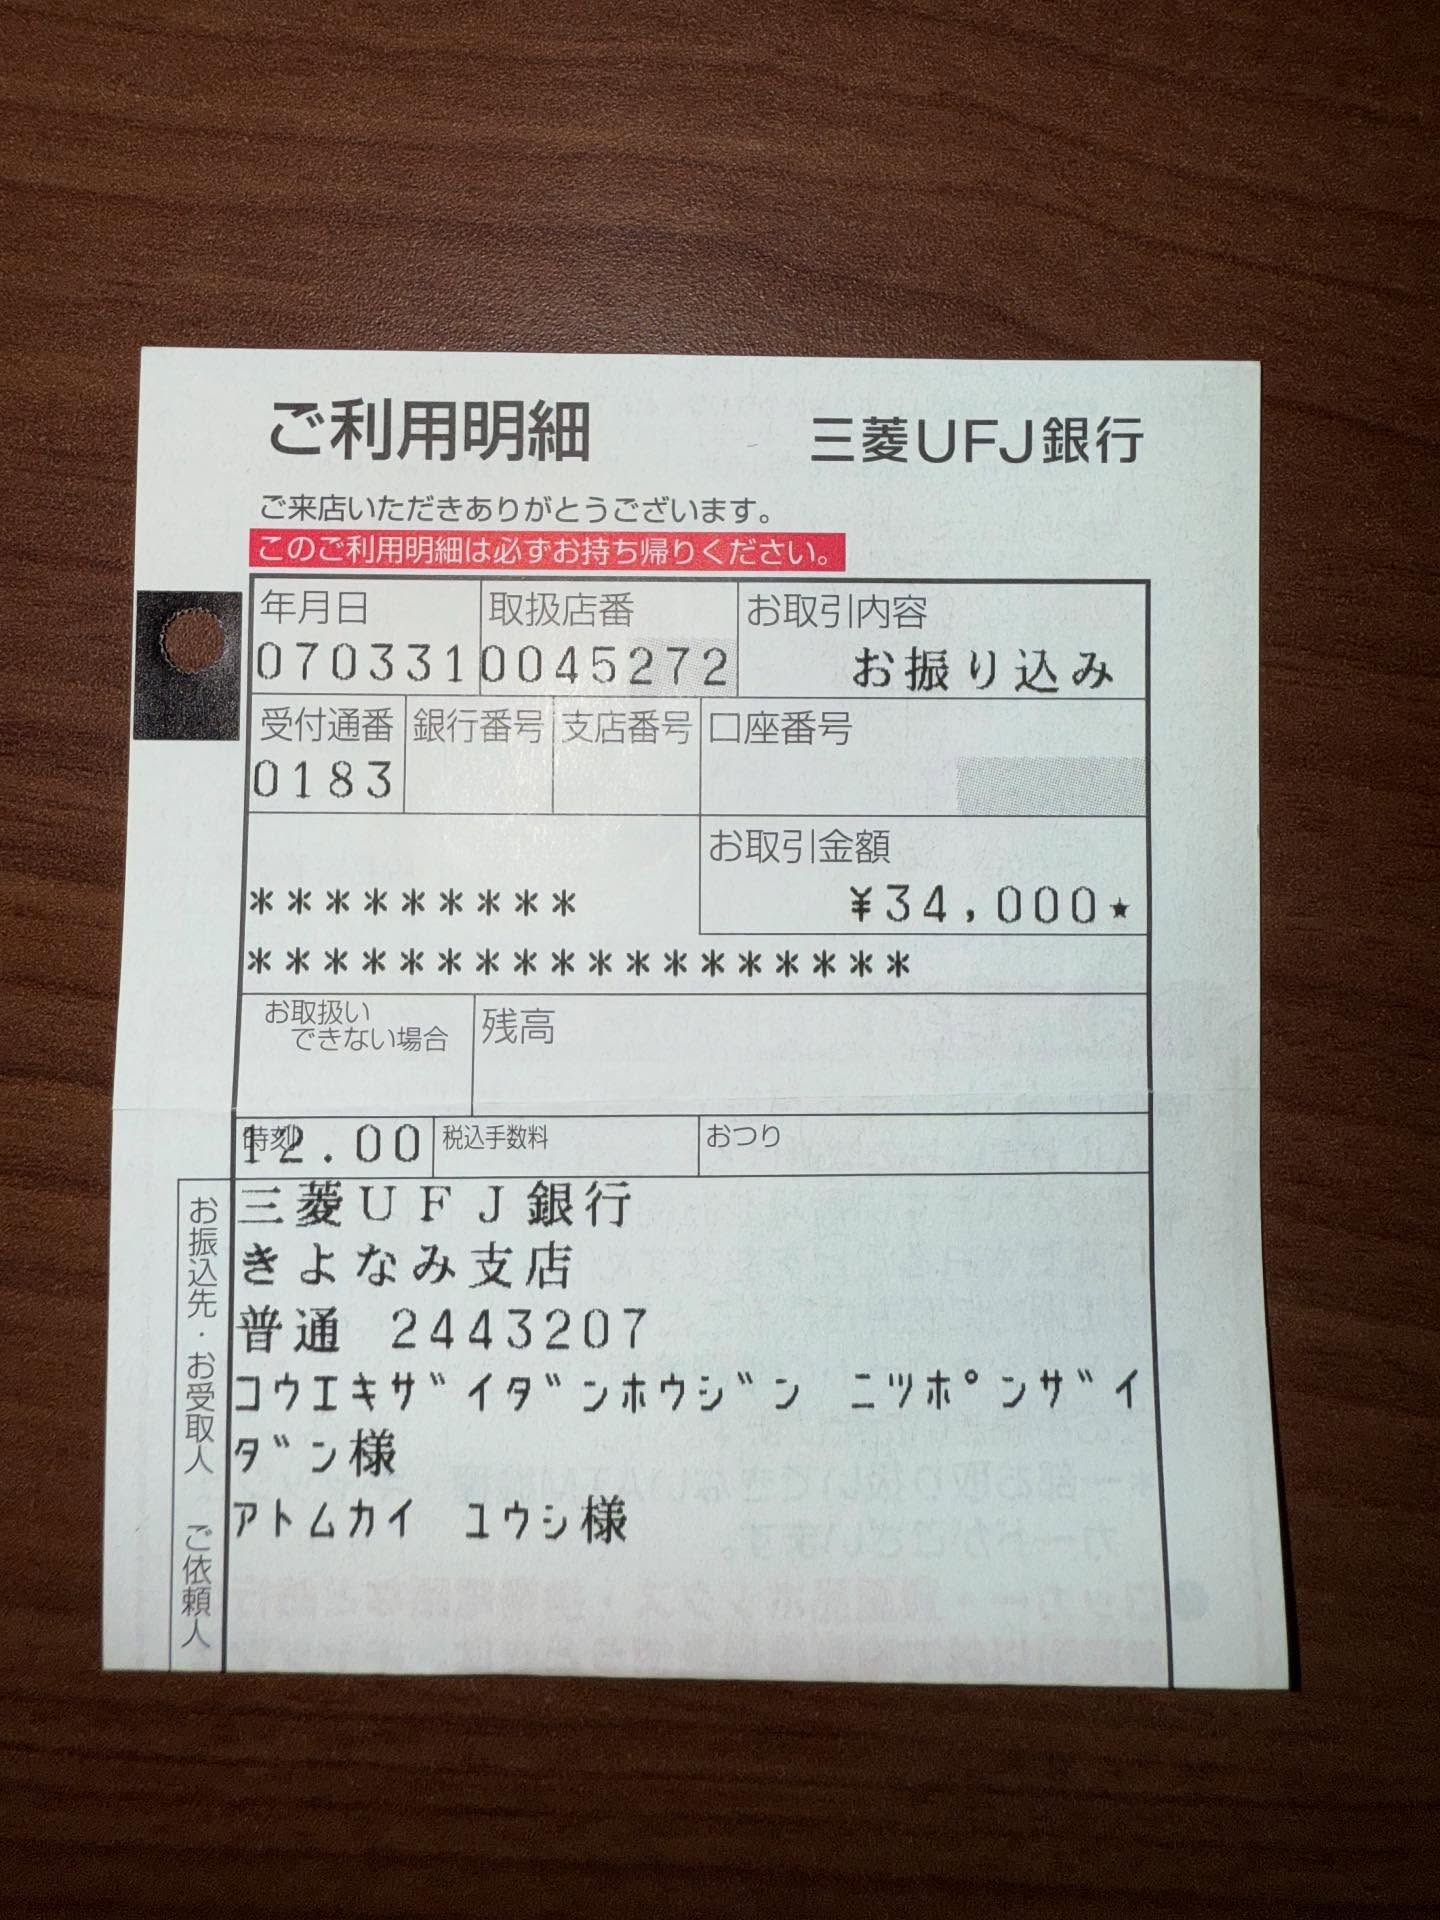 ご利用明細 三菱UFJ銀行
ご来店いただきありがとうございます。
このご利用明細は必ずお持ち帰りください。
年月日 取扱店番 お取引内容
070331 0045272 お振り込み
受付通番 銀行番号 支店番号 口座番号
0183
お取引金額
********* ¥34,000★
******************
お取扱い
できない場合 残高
時刻 税込手数料 おつり
12.00
お振込先・お受取人 ご依頼人
三菱UFJ銀行
きよなみ支店
普通 2443207
コウエキザイダンホウジン ニツポンザイ
ダン様
アトムカイ ユウシ様